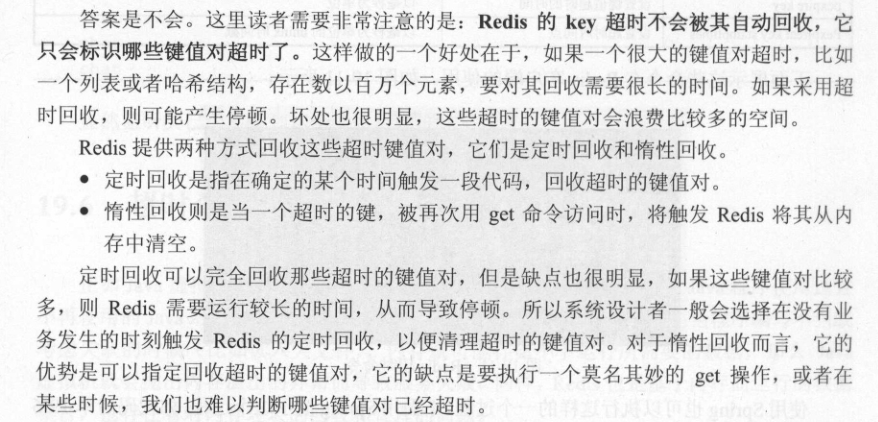 答案是不会。这里读者需要非常注意的是：Redis 的 key 超时不会被其自动回收，它
只会标识哪些键值对超时了。这样做的一个好处在于，如果一个很大的键值对超时，比如
一个列表或者哈希结构，存在数以百万个元素，要对其回收需要很长的时间。如果采用超
时回收，则可能产生停顿。坏处也很明显，这些超时的键值对会浪费比较多的空间。
Redis 提供两种方式回收这些超时键值对，它们是定时回收和惰性回收。
● 定时回收是指在确定的某个时间触发一段代码，回收超时的键值对。
● 惰性回收则是当一个超时的键，被再次用 get 命令访问时，将触发 Redis 将其从内
存中清空。
定时回收可以完全回收那些超时的键值对，但是缺点也很明显，如果这些键值对比较
多，则 Redis 需要运行较长的时间，从而导致停顿。所以系统设计者一般会选择在没有业
务发生的时刻触发 Redis 的定时回收，以便清理超时的键值对。对于惰性回收而言，它的
优势是可以指定回收超时的键值对，它的缺点是要执行一个莫名其妙的 get 操作，或者在
某些时候，我们也难以判断哪些键值对已经超时。